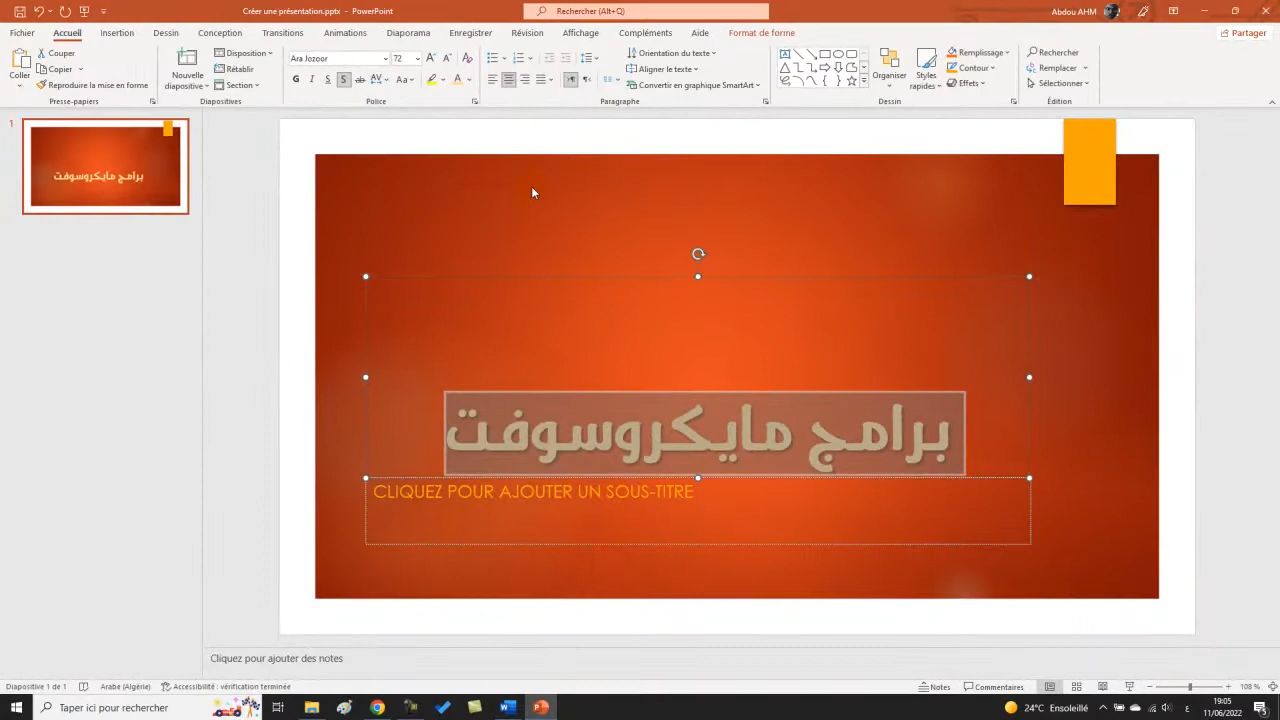 Créer une présentation.pptx - PowerPoint
Rechercher (Alt+Q)
Abdou AHM
Fichier Accueil Insertion Dessin Conception Transitions Animations Diaporama Enregistrer Révision Affichage Compléments Aide Format de forme
Partager
Coller
Couper
Copier
Reproduire la mise en forme
Presse-papiers
Nouvelle diapositive
Disposition
Rétablir
Section
Diapositives
Ara Jozoor 72
G I S S ab AV Aa
Police
Orientation du texte
Aligner le texte
Convertir en graphique SmartArt
Paragraphe
Organiser
Styles rapides
Remplissage
Contour
Effets
Dessin
Rechercher
Remplacer
Sélectionner
Édition
1
برامج مايكروسوفت
برامج مايكروسوفت
CLIQUEZ POUR AJOUTER UN SOUS-TITRE
Cliquez pour ajouter des notes
Diapositive 1 de 1 Arabe (Algérie) Accessibilité : vérification terminée
Notes Commentaires 108 %
Taper ici pour rechercher
24°C Ensoleillé
ع
19:05
11/06/2022